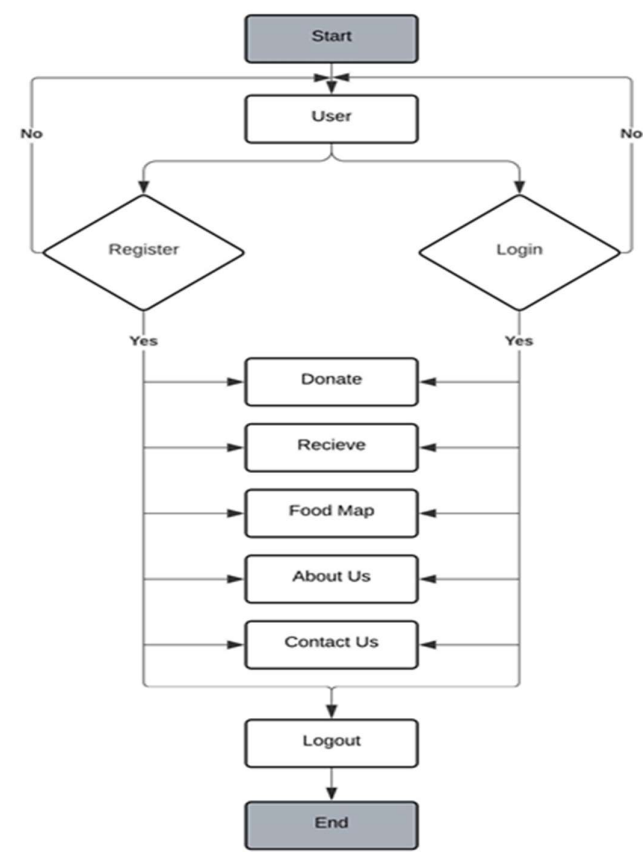 Start
User
No
No
Register
Login
Yes
Yes
Donate
Recieve
Food Map
About Us
Contact Us
Logout
End